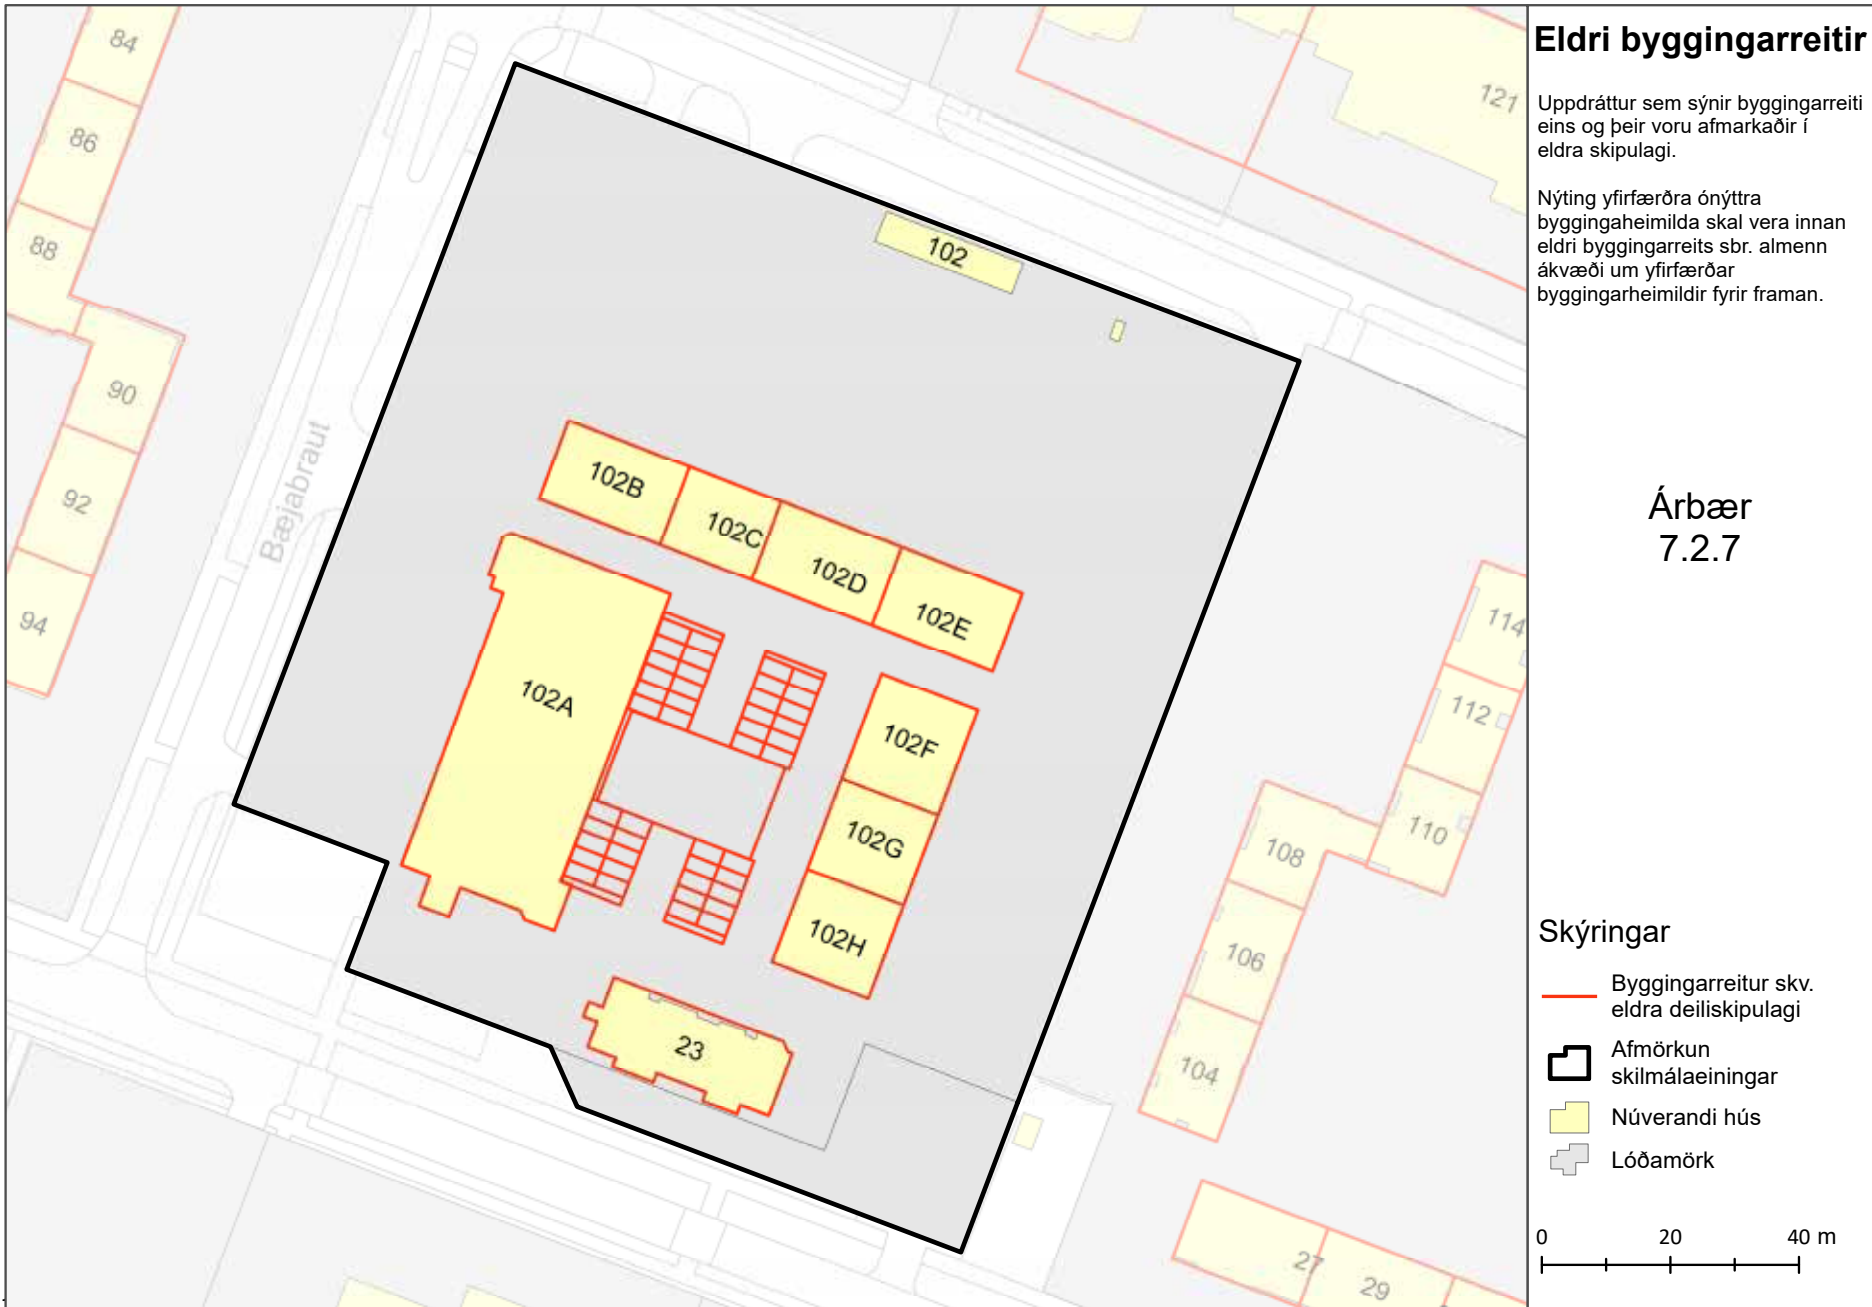 Eldri byggingarreitir
Uppdráttur sem sýnir byggingarreiti
eins og þeir voru afmarkaðir í
eldra skipulagi.
Nýting yfirfærðra ónýttra
byggingaheimilda skal vera innan
eldri byggingarreits sbr. almenn
ákvæði um yfirfærðar
byggingarheimildir fyrir framan.
Árbær
7.2.7
Skýringar
Byggingarreitur skv.
eldra deiliskipulagi
Afmörkun
skilmálaeiningar
Núverandi hús
Lóðamörk
0 20 40 m
84
86
88
90
92
94
Bæjabraut
121
102
102B
102C
102D
102E
102A
102F
102G
102H
23
114
112
110
108
106
104
27
29